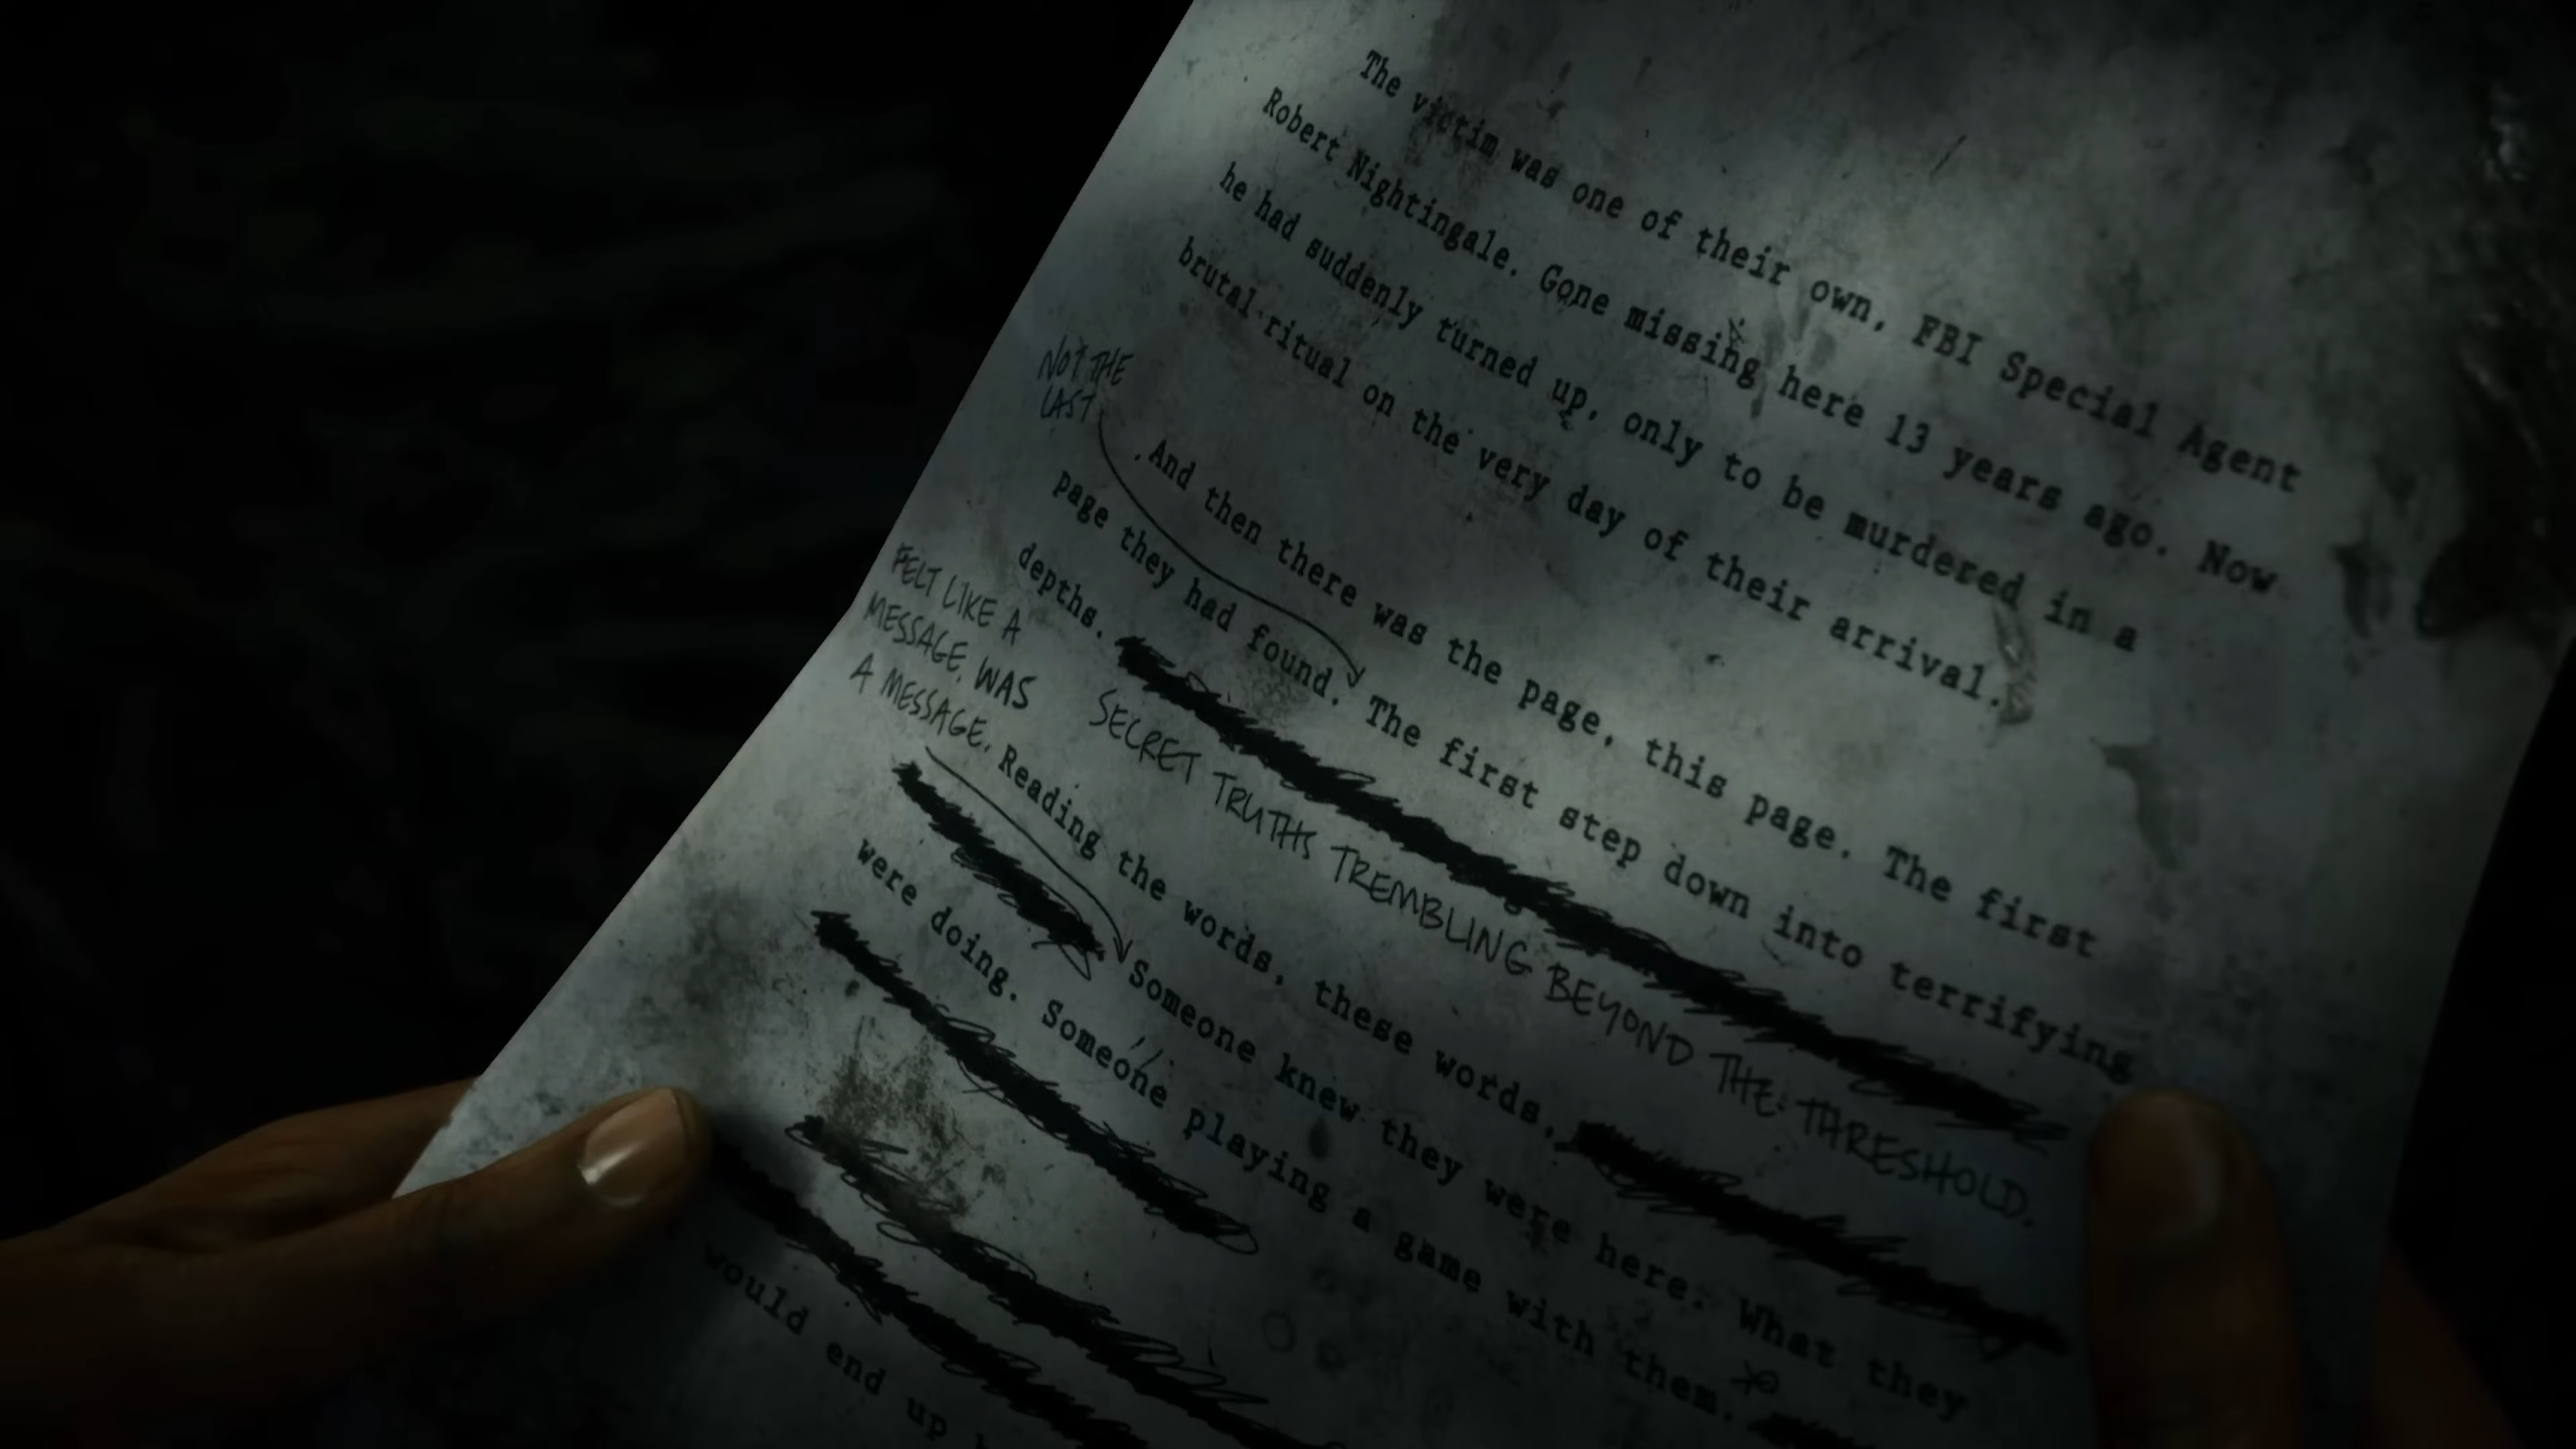 The victim was one of their own, FBI Special Agent
Robert Nightingale. Gone missing here 13 years ago. Now
he had suddenly turned up, only to be murdered in a
brutal ritual on the very day of their arrival.
NOT THE
LAST
And then there was the page, this page. The first
page they had found. The first step down into terrifying
depths.
SECRET TRUTHS TREMBLING BEYOND THE THRESHOLD.
FELT LIKE A
MESSAGE, WAS
A MESSAGE.
Reading the words, these words,
Someone knew they were here. What they
were doing. Someone playing a game with them.
would end up